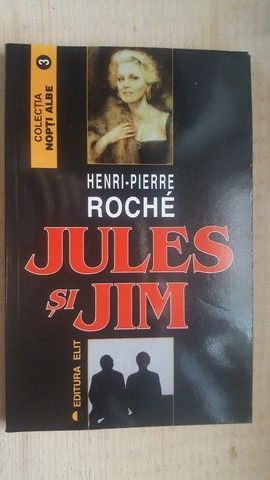 COLECȚIA
NOPȚI ALBE
3
HENRI-PIERRE
ROCHÉ
JULES
ȘI JIM
EDITURA ELIT